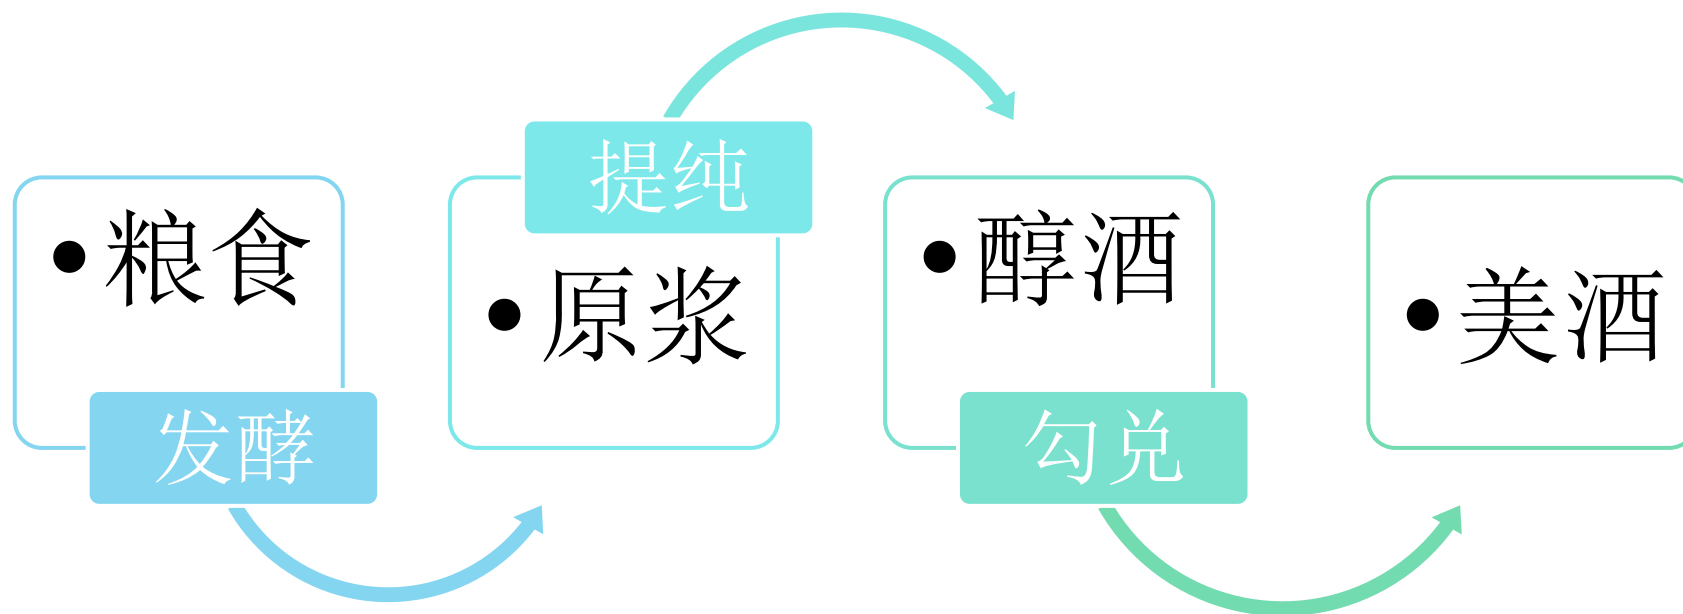 • 粮食
发酵
提纯
• 原浆
• 醇酒
勾兑
• 美酒